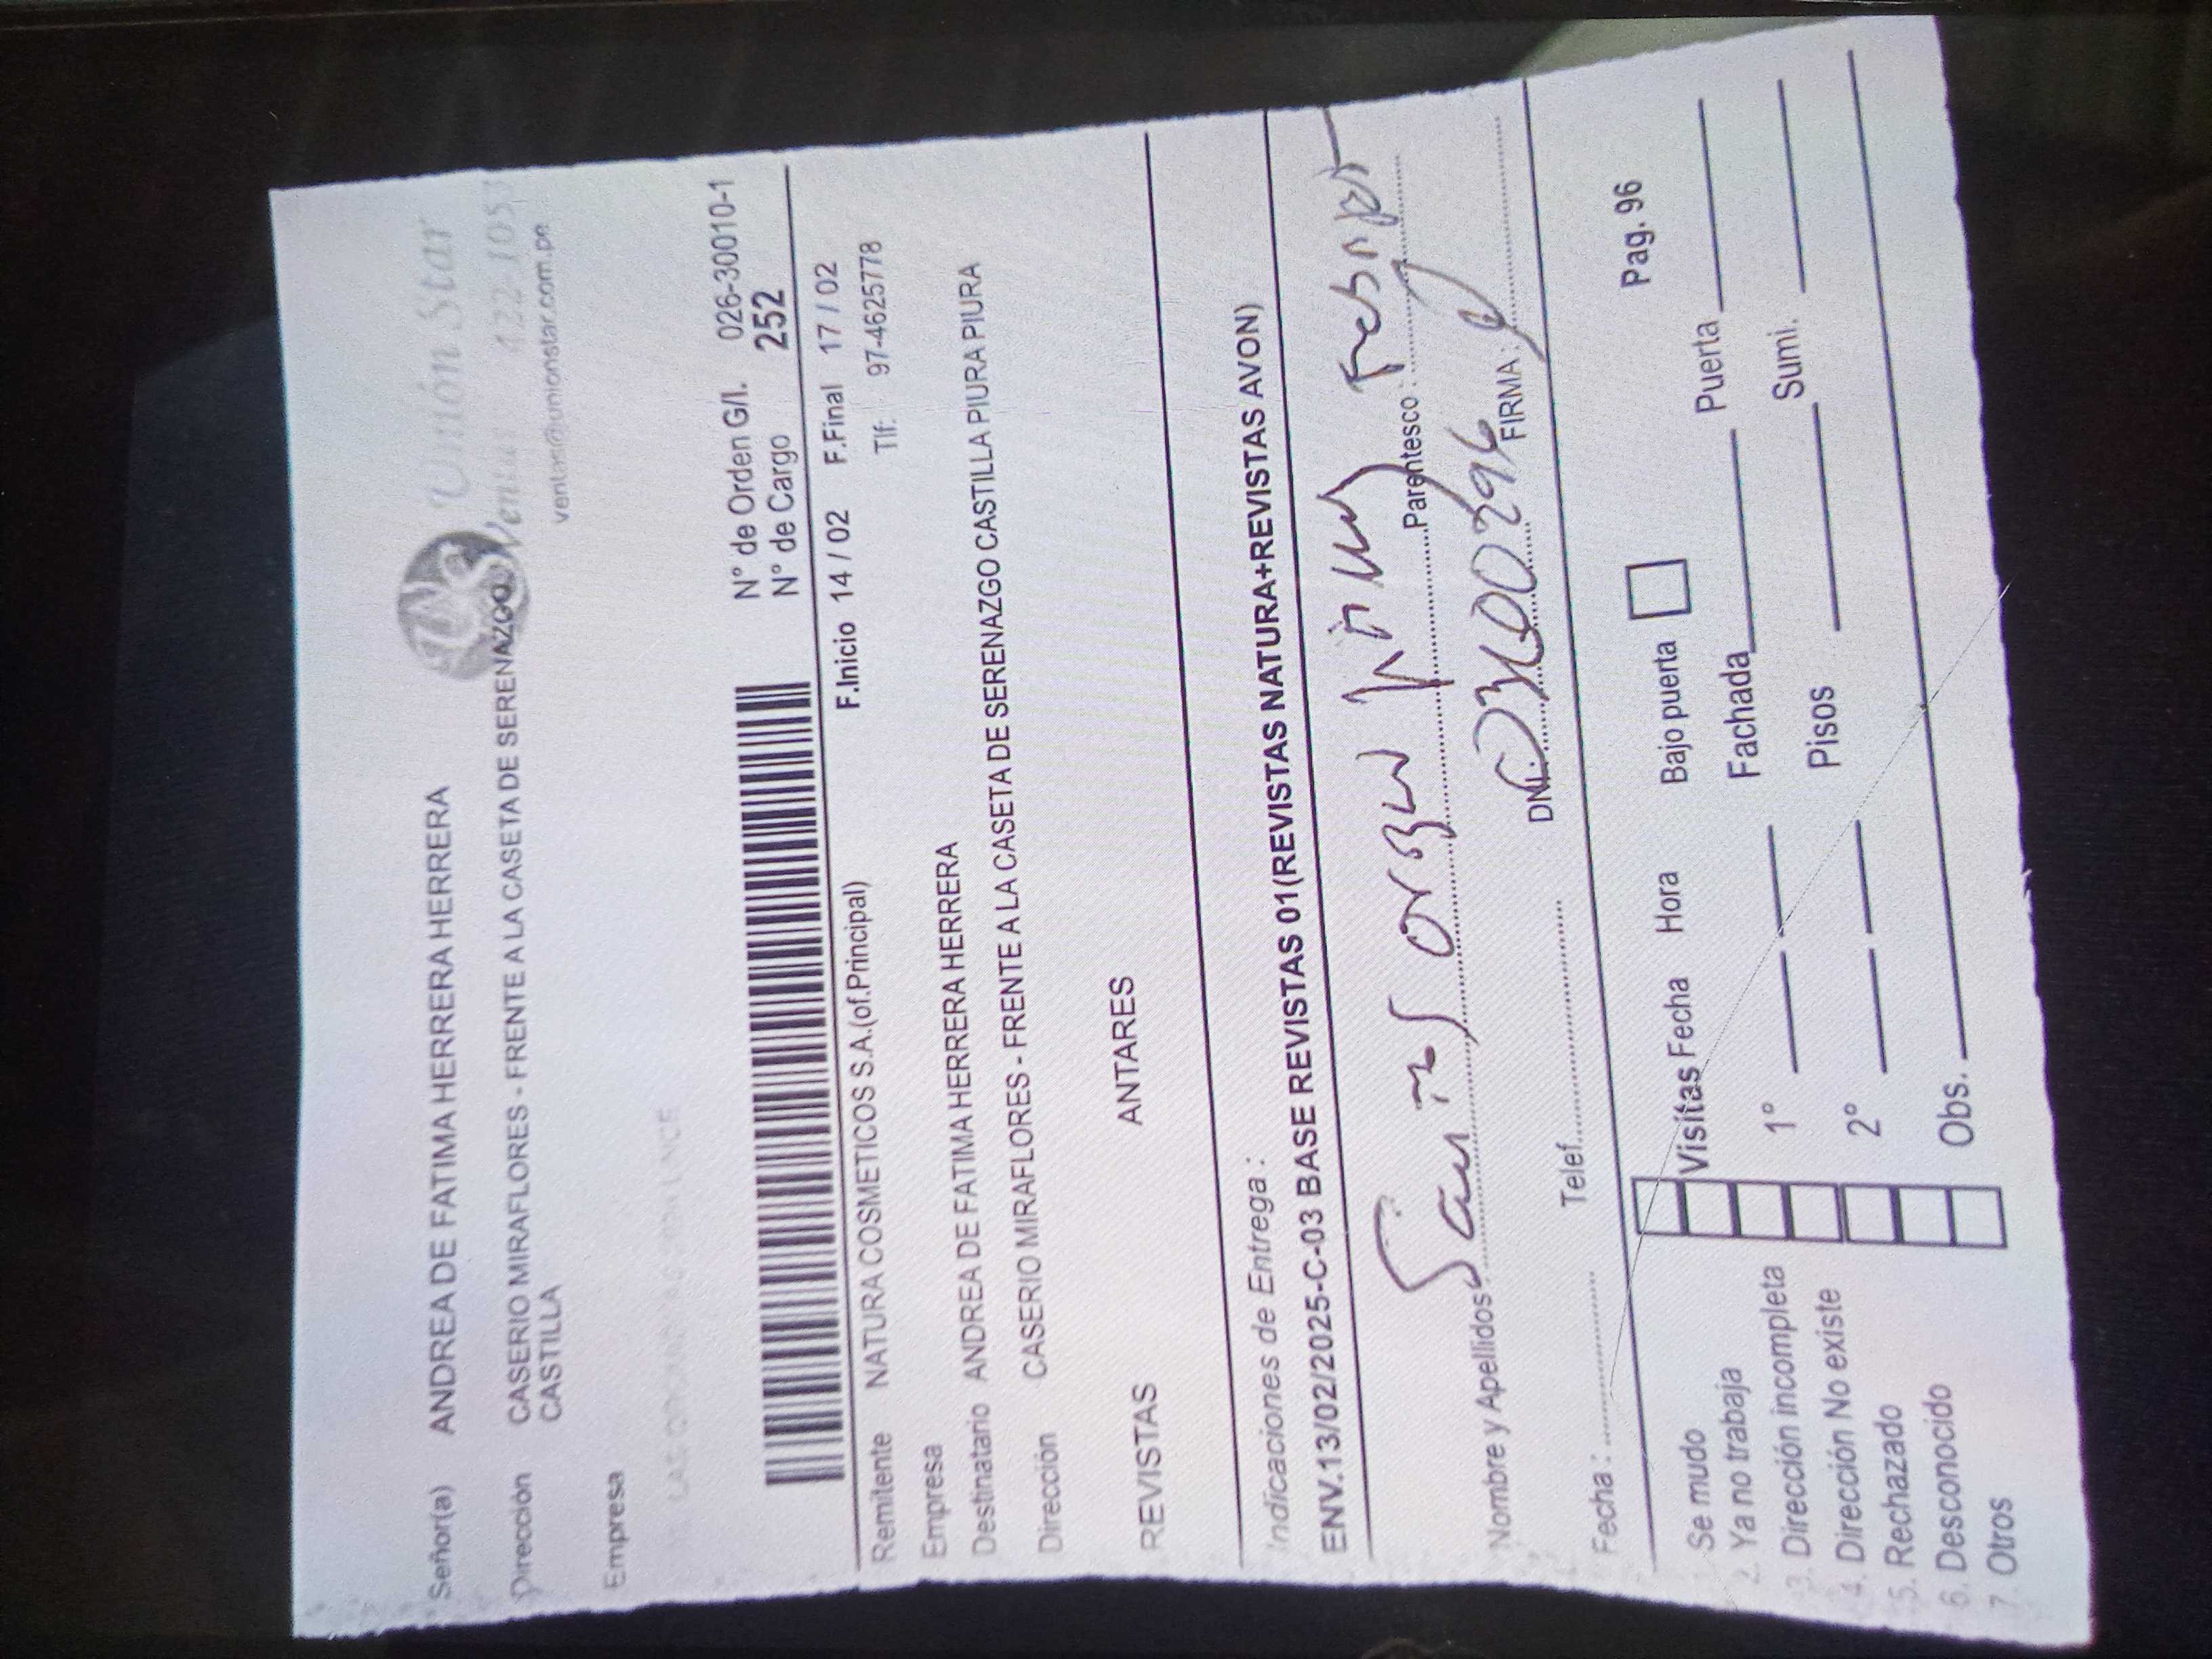 Unión Star
Señor(a) ANDREA DE FATIMA HERRERA HERRERA
Ventas
Dirección CASERIO MIRAFLORES - FRENTE A LA CASETA DE SERENAZGO
CASTILLA
ventas@unionstar.com.pe
Empresa
N° de Orden G/I. 026-30010-1
N° de Cargo 252
F.Inicio 14 / 02 F.Final 17 / 02
Remitente NATURA COSMETICOS S.A.(of.Principal) Tlf: 97-4625778
Empresa
Destinatario ANDREA DE FATIMA HERRERA HERRERA
Dirección CASERIO MIRAFLORES - FRENTE A LA CASETA DE SERENAZGO CASTILLA PIURA PIURA
REVISTAS ANTARES
Indicaciones de Entrega :
ENV.13/02/2025-C-03 BASE REVISTAS 01(REVISTAS NATURA+REVISTAS AVON)
Nombre y Apellidos: Parentesco :
Fecha : Telef. DNI.: FIRMA :
Pag. 96
1. Se mudo
2. Ya no trabaja
3. Dirección incompleta
4. Dirección No existe
5. Rechazado
6. Desconocido
7. Otros
Visitas Fecha Hora Bajo puerta
1° Fachada Puerta
2° Pisos Sumi.
Obs.